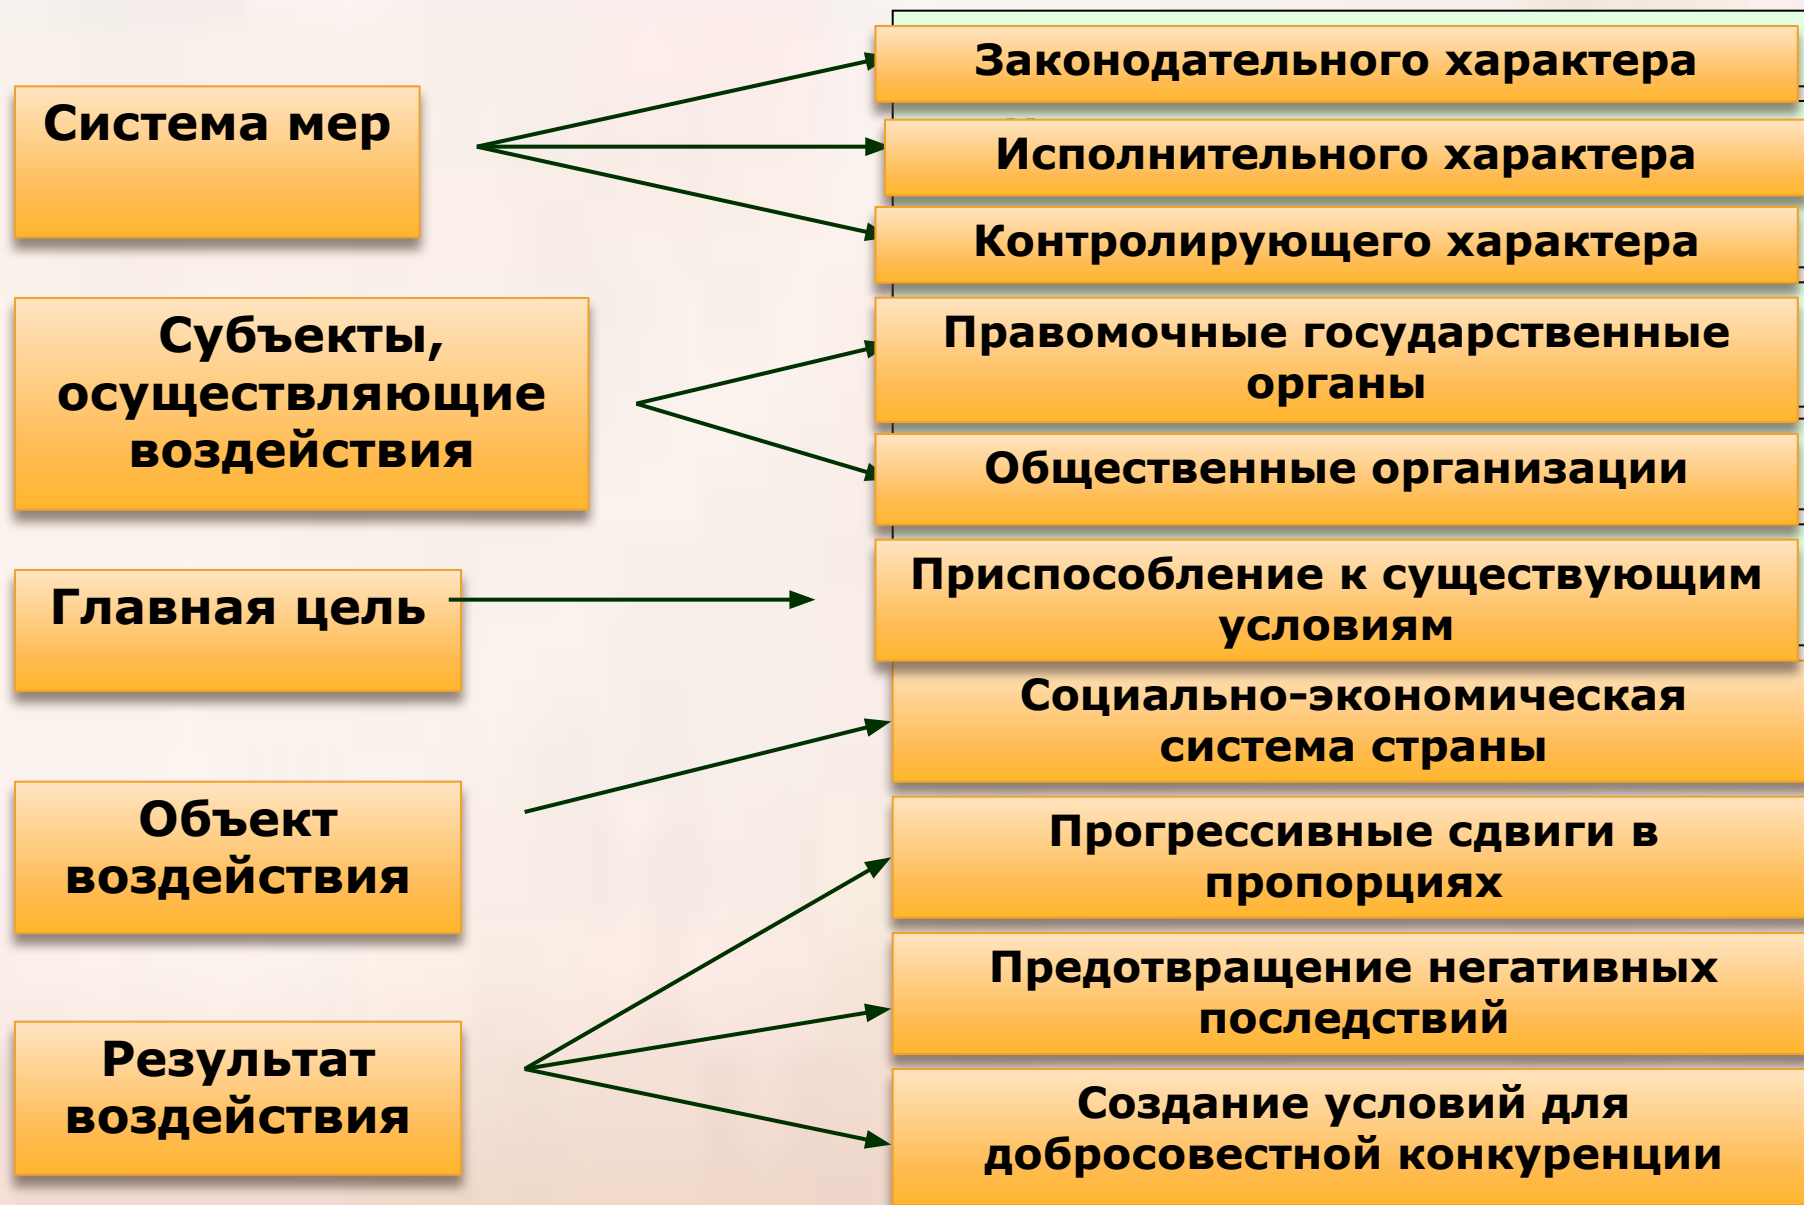 Система мер
Законодательного характера
Исполнительного характера
Контролирующего характера
Субъекты,
осуществляющие
воздействия
Правомочные государственные
органы
Общественные организации
Главная цель
Приспособление к существующим
условиям
Объект
воздействия
Социально-экономическая
система страны
Результат
воздействия
Прогрессивные сдвиги в
пропорциях
Предотвращение негативных
последствий
Создание условий для
добросовестной конкуренции